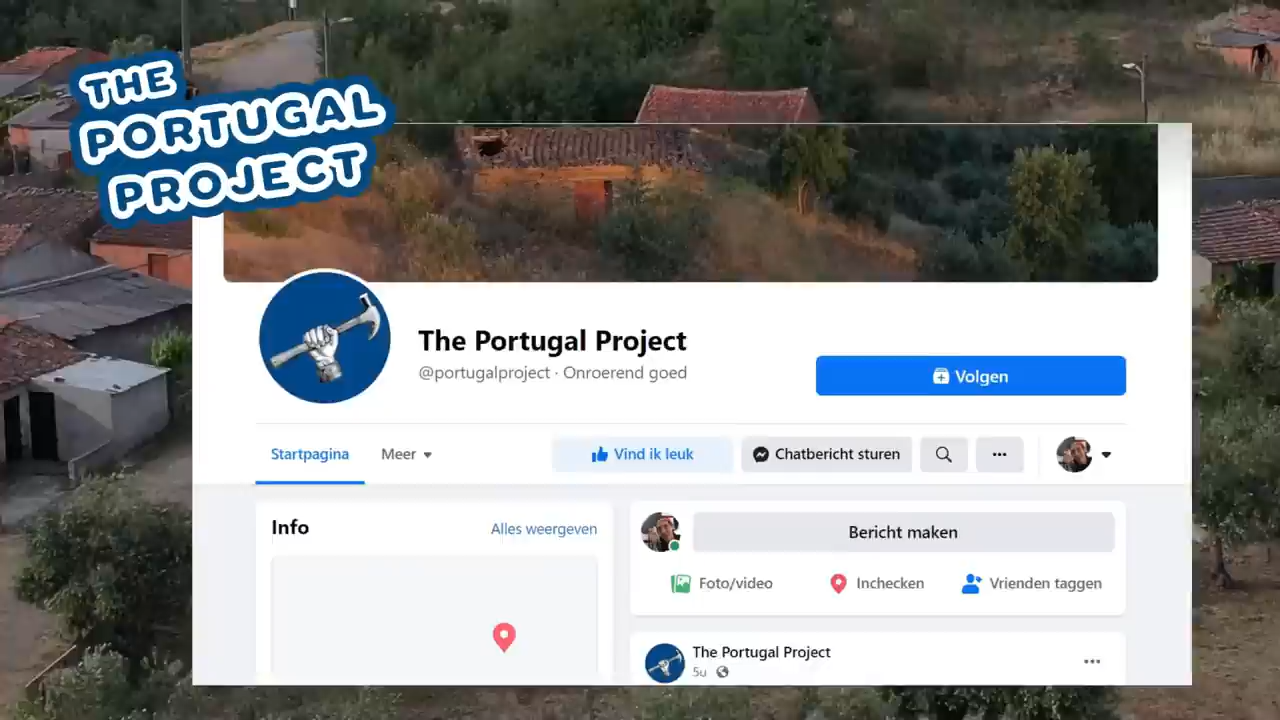 THE
PORTUGAL
PROJECT
The Portugal Project
@portugalproject · Onroerend goed
Volgen
Startpagina
Meer
Vind ik leuk
Chatbericht sturen
Info
Alles weergeven
Bericht maken
Foto/video
Inchecken
Vrienden taggen
The Portugal Project
5u